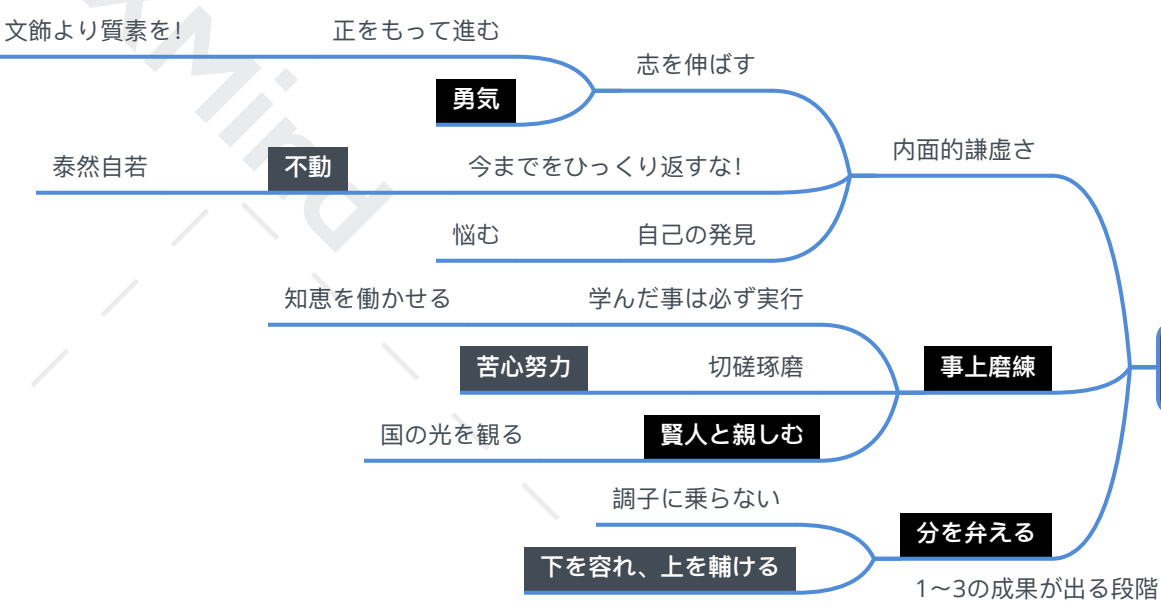 文飾より質素を!
正をもって進む
志を伸ばす
勇気
内面的謙虚さ
泰然自若
不動
今までをひっくり返すな!
悩む
自己の発見
知恵を働かせる
学んだ事は必ず実行
苦心努力
切磋琢磨
事上磨練
国の光を観る
賢人と親しむ
調子に乗らない
分を弁える
下を容れ、上を輔ける
1〜3の成果が出る段階
xMind